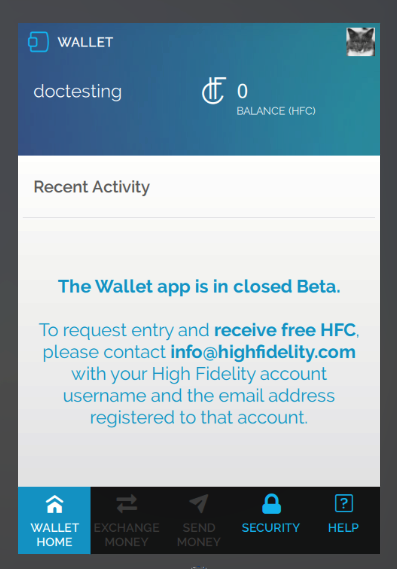 WALLET
doctesting
0
BALANCE (HFC)
Recent Activity
The Wallet app is in closed Beta.
To request entry and receive free HFC,
please contact info@highfidelity.com
with your High Fidelity account
username and the email address
registered to that account.
WALLET
HOME
EXCHANGE
MONEY
SEND
MONEY
SECURITY
HELP